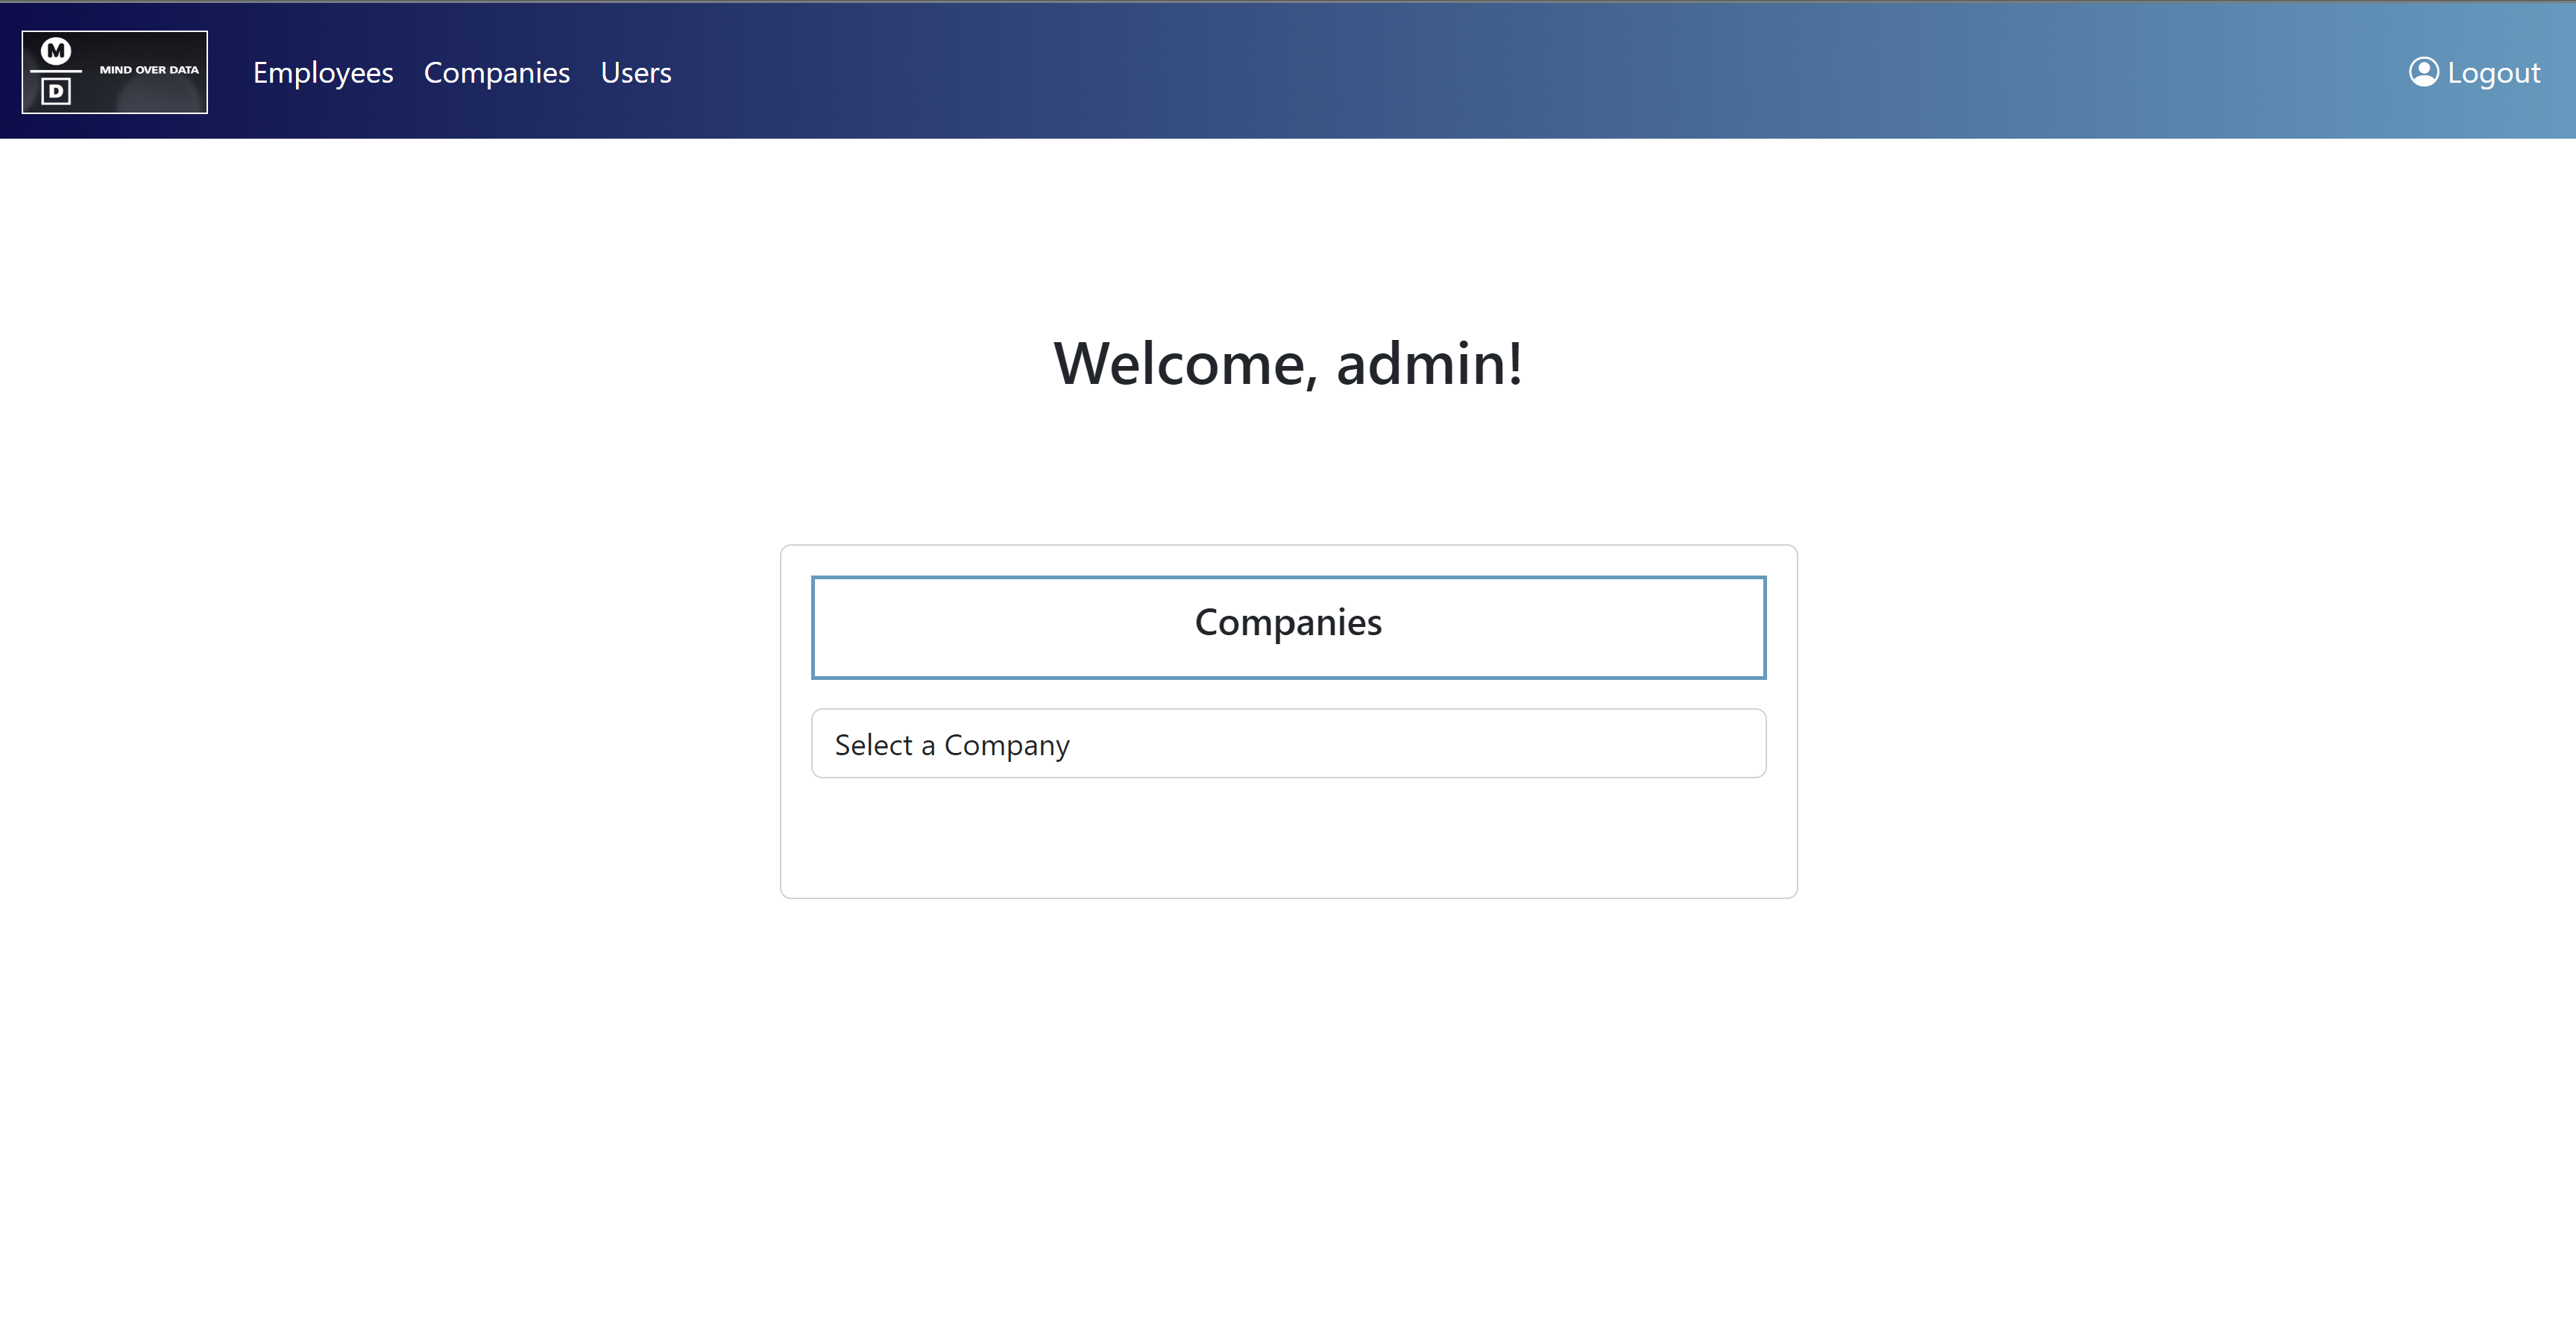 M
D
MIND OVER DATA
Employees Companies Users
Logout
Welcome, admin!
Companies
Select a Company